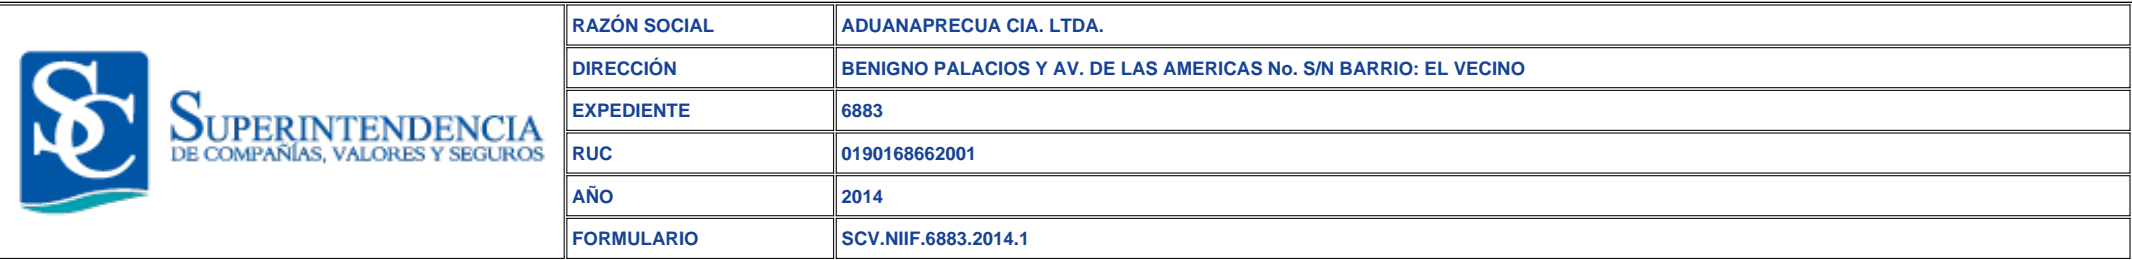 SC
SUPERINTENDENCIA
DE COMPAÑÍAS, VALORES Y SEGUROS
RAZÓN SOCIAL ADUANAPRECUA CIA. LTDA.
DIRECCIÓN BENIGNO PALACIOS Y AV. DE LAS AMERICAS No. S/N BARRIO: EL VECINO
EXPEDIENTE 6883
RUC 0190168662001
AÑO 2014
FORMULARIO SCV.NIIF.6883.2014.1